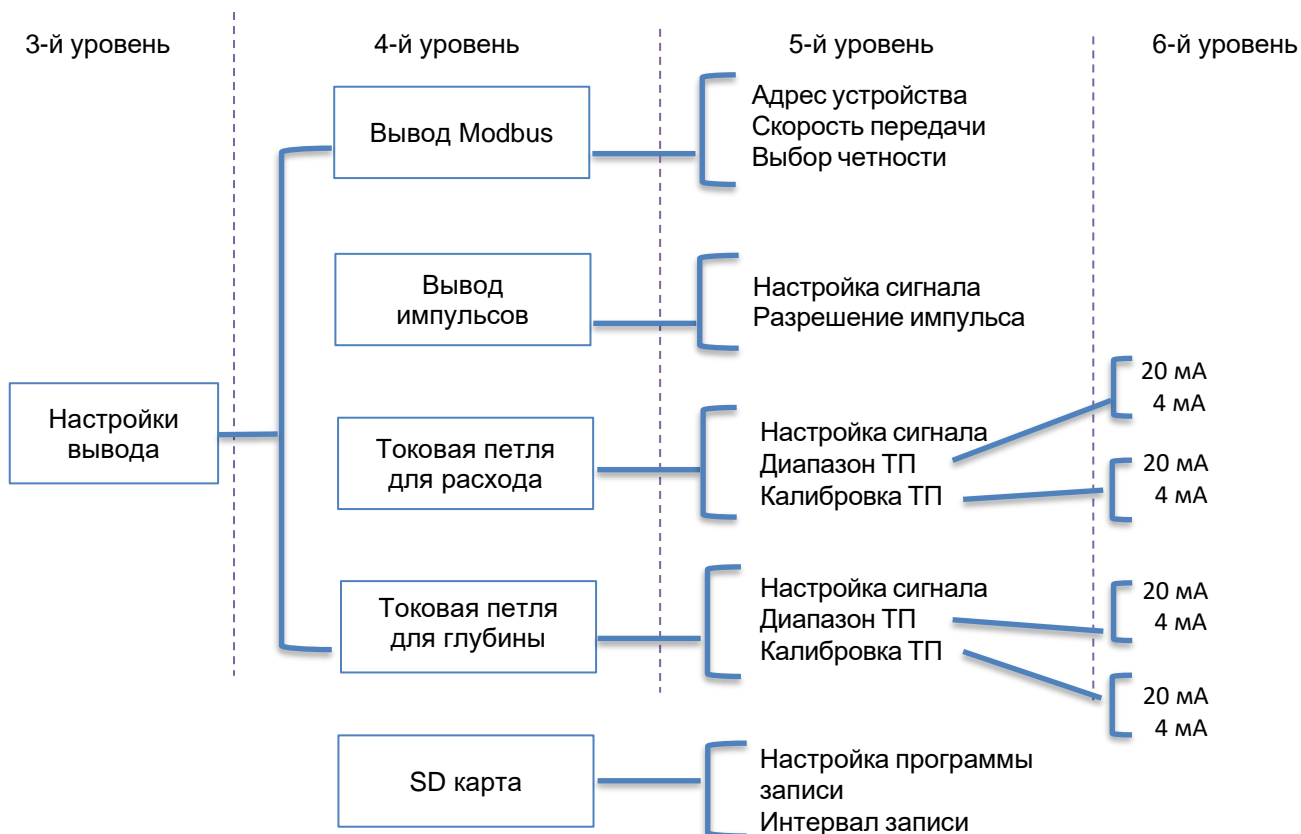 3-й уровень
4-й уровень
5-й уровень
6-й уровень
Вывод Modbus
Адрес устройства
Скорость передачи
Выбор четности
Вывод
импульсов
Настройка сигнала
Разрешение импульса
Настройки
вывода
Токовая петля
для расхода
Настройка сигнала
Диапазон ТП
Калибровка ТП
20 мА
4 мА
20 мА
4 мА
Токовая петля
для глубины
Настройка сигнала
Диапазон ТП
Калибровка ТП
20 мА
4 мА
20 мА
4 мА
SD карта
Настройка программы
записи
Интервал записи